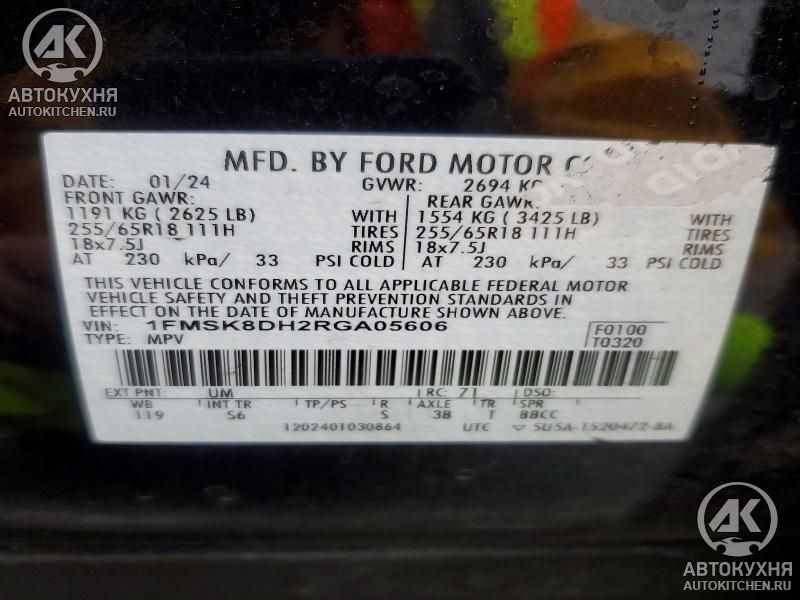 АК
АВТОКУХНЯ
AUTOKITCHEN.RU
MFD. BY FORD MOTOR
DATE: 01/24 GVWR: 2694 KG
FRONT GAWR: REAR GAWR:
1191 KG ( 2625 LB) WITH 1554 KG ( 3425 LB) WITH
255/65R18 111H TIRES 255/65R18 111H TIRES
18x7.5J RIMS 18x7.5J RIMS
AT 230 kPa/ 33 PSI COLD AT 230 kPa/ 33 PSI COLD
THIS VEHICLE CONFORMS TO ALL APPLICABLE FEDERAL MOTOR
VEHICLE SAFETY AND THEFT PREVENTION STANDARDS IN
EFFECT ON THE DATE OF MANUFACTURE SHOWN ABOVE.
VIN: 1FMSK8DH2RGA05606 F0100
TYPE: MPV T0320
EXT PNT: UM RC: 71 DSO:
WB INT TR TP/PS R AXLE TR SPR
119 S6 S 3B T BBCC
1202401030864 UTC ▽ 5U5A-1520472-BA
АК
АВТОКУХНЯ
AUTOKITCHEN.RU